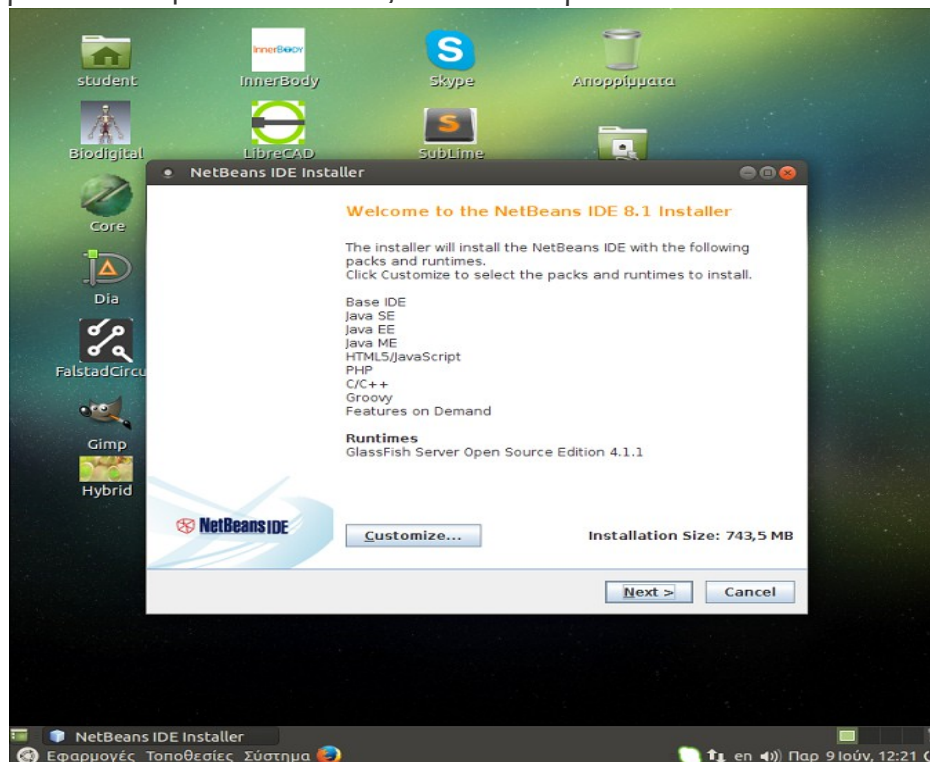 InnerBODY
student
InnerBody
Skype
Απορρίμματα
Biodigital
LibreCAD
SubLime
NetBeans IDE Installer
Core
Dia
FalstadCircu
Gimp
Hybrid
Welcome to the NetBeans IDE 8.1 Installer
The installer will install the NetBeans IDE with the following
packs and runtimes.
Click Customize to select the packs and runtimes to install.
Base IDE
Java SE
Java EE
Java ME
HTML5/JavaScript
PHP
C/C++
Groovy
Features on Demand
Runtimes
GlassFish Server Open Source Edition 4.1.1
NetBeans IDE
Customize...
Installation Size: 743,5 MB
Next >
Cancel
NetBeans IDE Installer
Εφαρμογές Τοποθεσίες Σύστημα
en
Παρ 9 Ιούν, 12:21